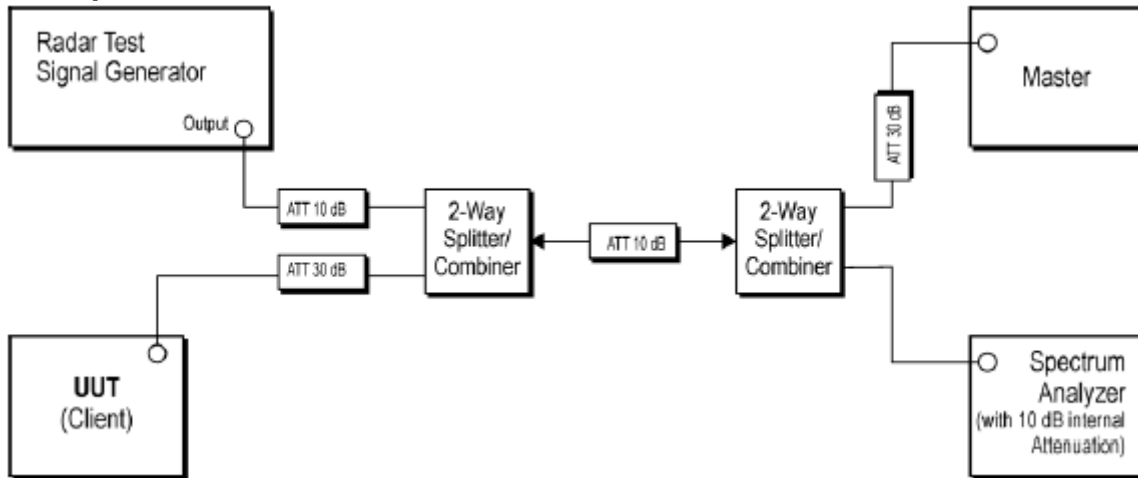 Radar Test
Signal Generator
Output
ATT 10 dB
ATT 30 dB
UUT
(Client)
2-Way
Splitter/
Combiner
ATT 10 dB
2-Way
Splitter/
Combiner
ATT 30 dB
Master
Spectrum
Analyzer
(with 10 dB internal
Attenuation)